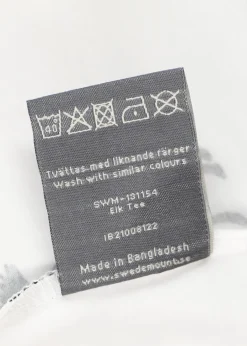 40°
Tvättas med liknande färger
Wash with similar colours
SWM-101154
Elk Tee
IB21008122
Made in Bangladesh
www.swedemount.se